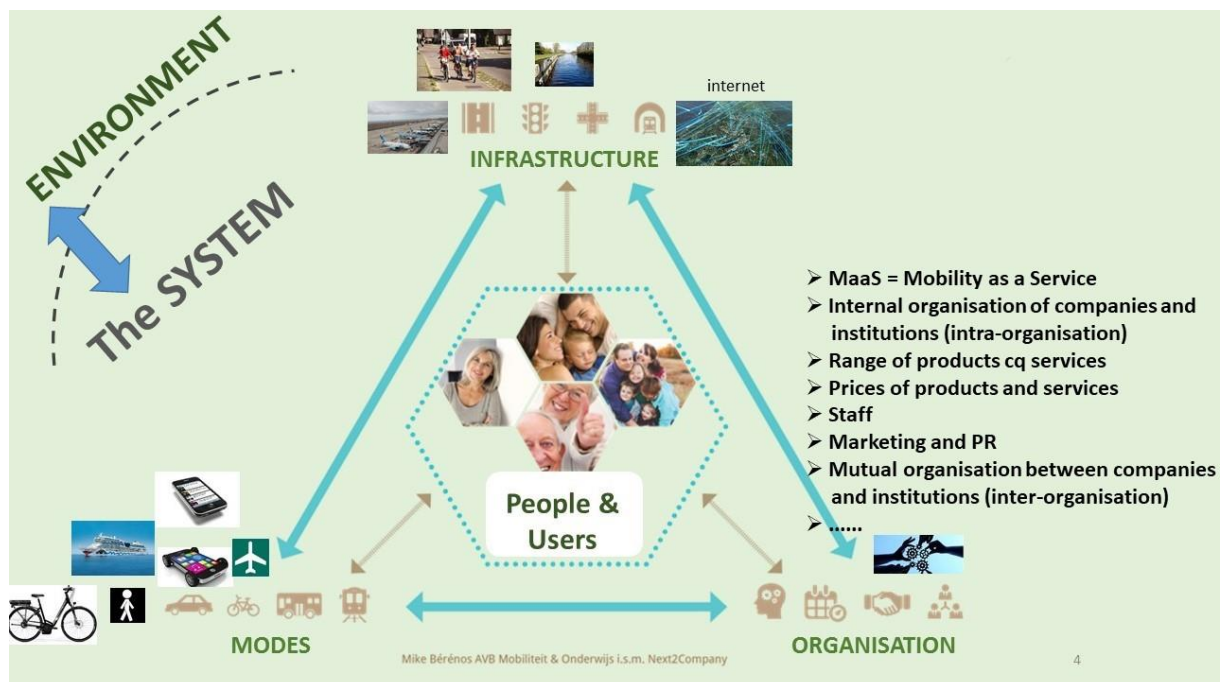 ENVIRONMENT
The SYSTEM
internet
INFRASTRUCTURE
➢ MaaS = Mobility as a Service
➢ Internal organisation of companies and
institutions (intra-organisation)
➢ Range of products cq services
➢ Prices of products and services
➢ Staff
➢ Marketing and PR
➢ Mutual organisation between companies
and institutions (inter-organisation)
➢ ......
People &
Users
MODES
ORGANISATION
Mike Bérénos AVB Mobiliteit & Onderwijs i.s.m. Next2Company
4